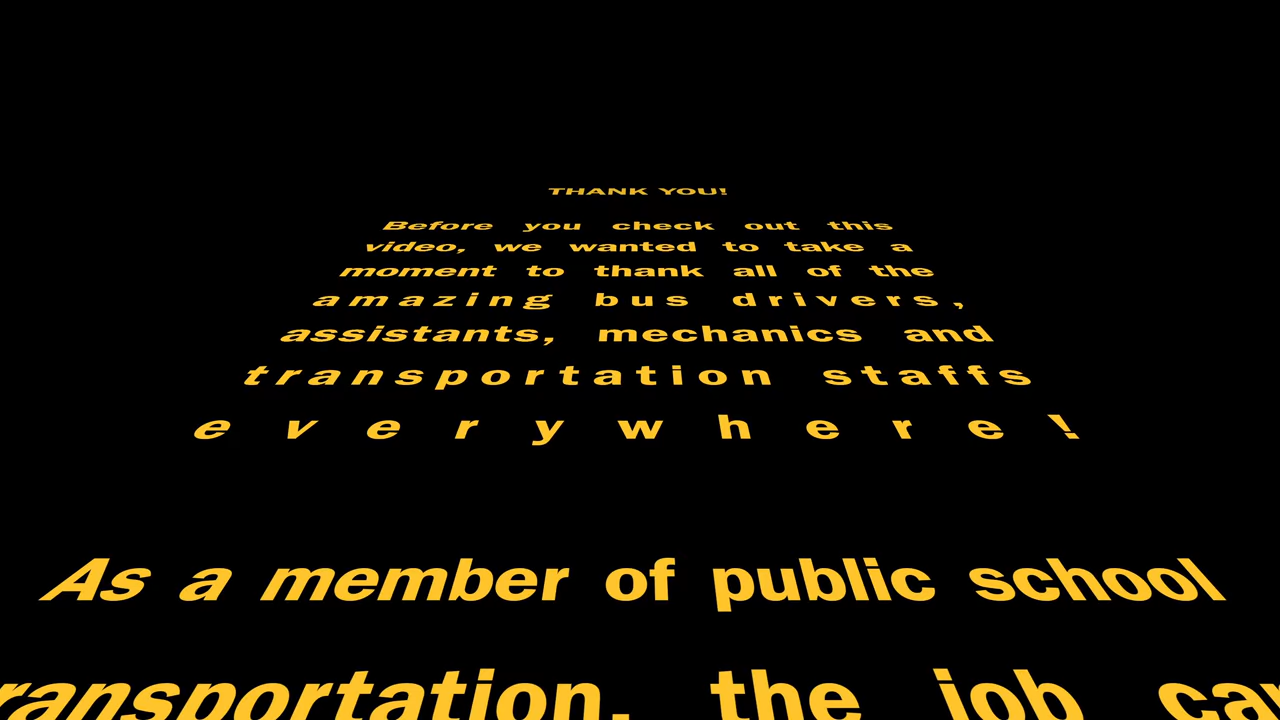 THANK YOU!
Before you check out this
video, we wanted to take a
moment to thank all of the
amazing bus drivers,
assistants, mechanics and
transportation staffs
everywhere!
As a member of public school
the job